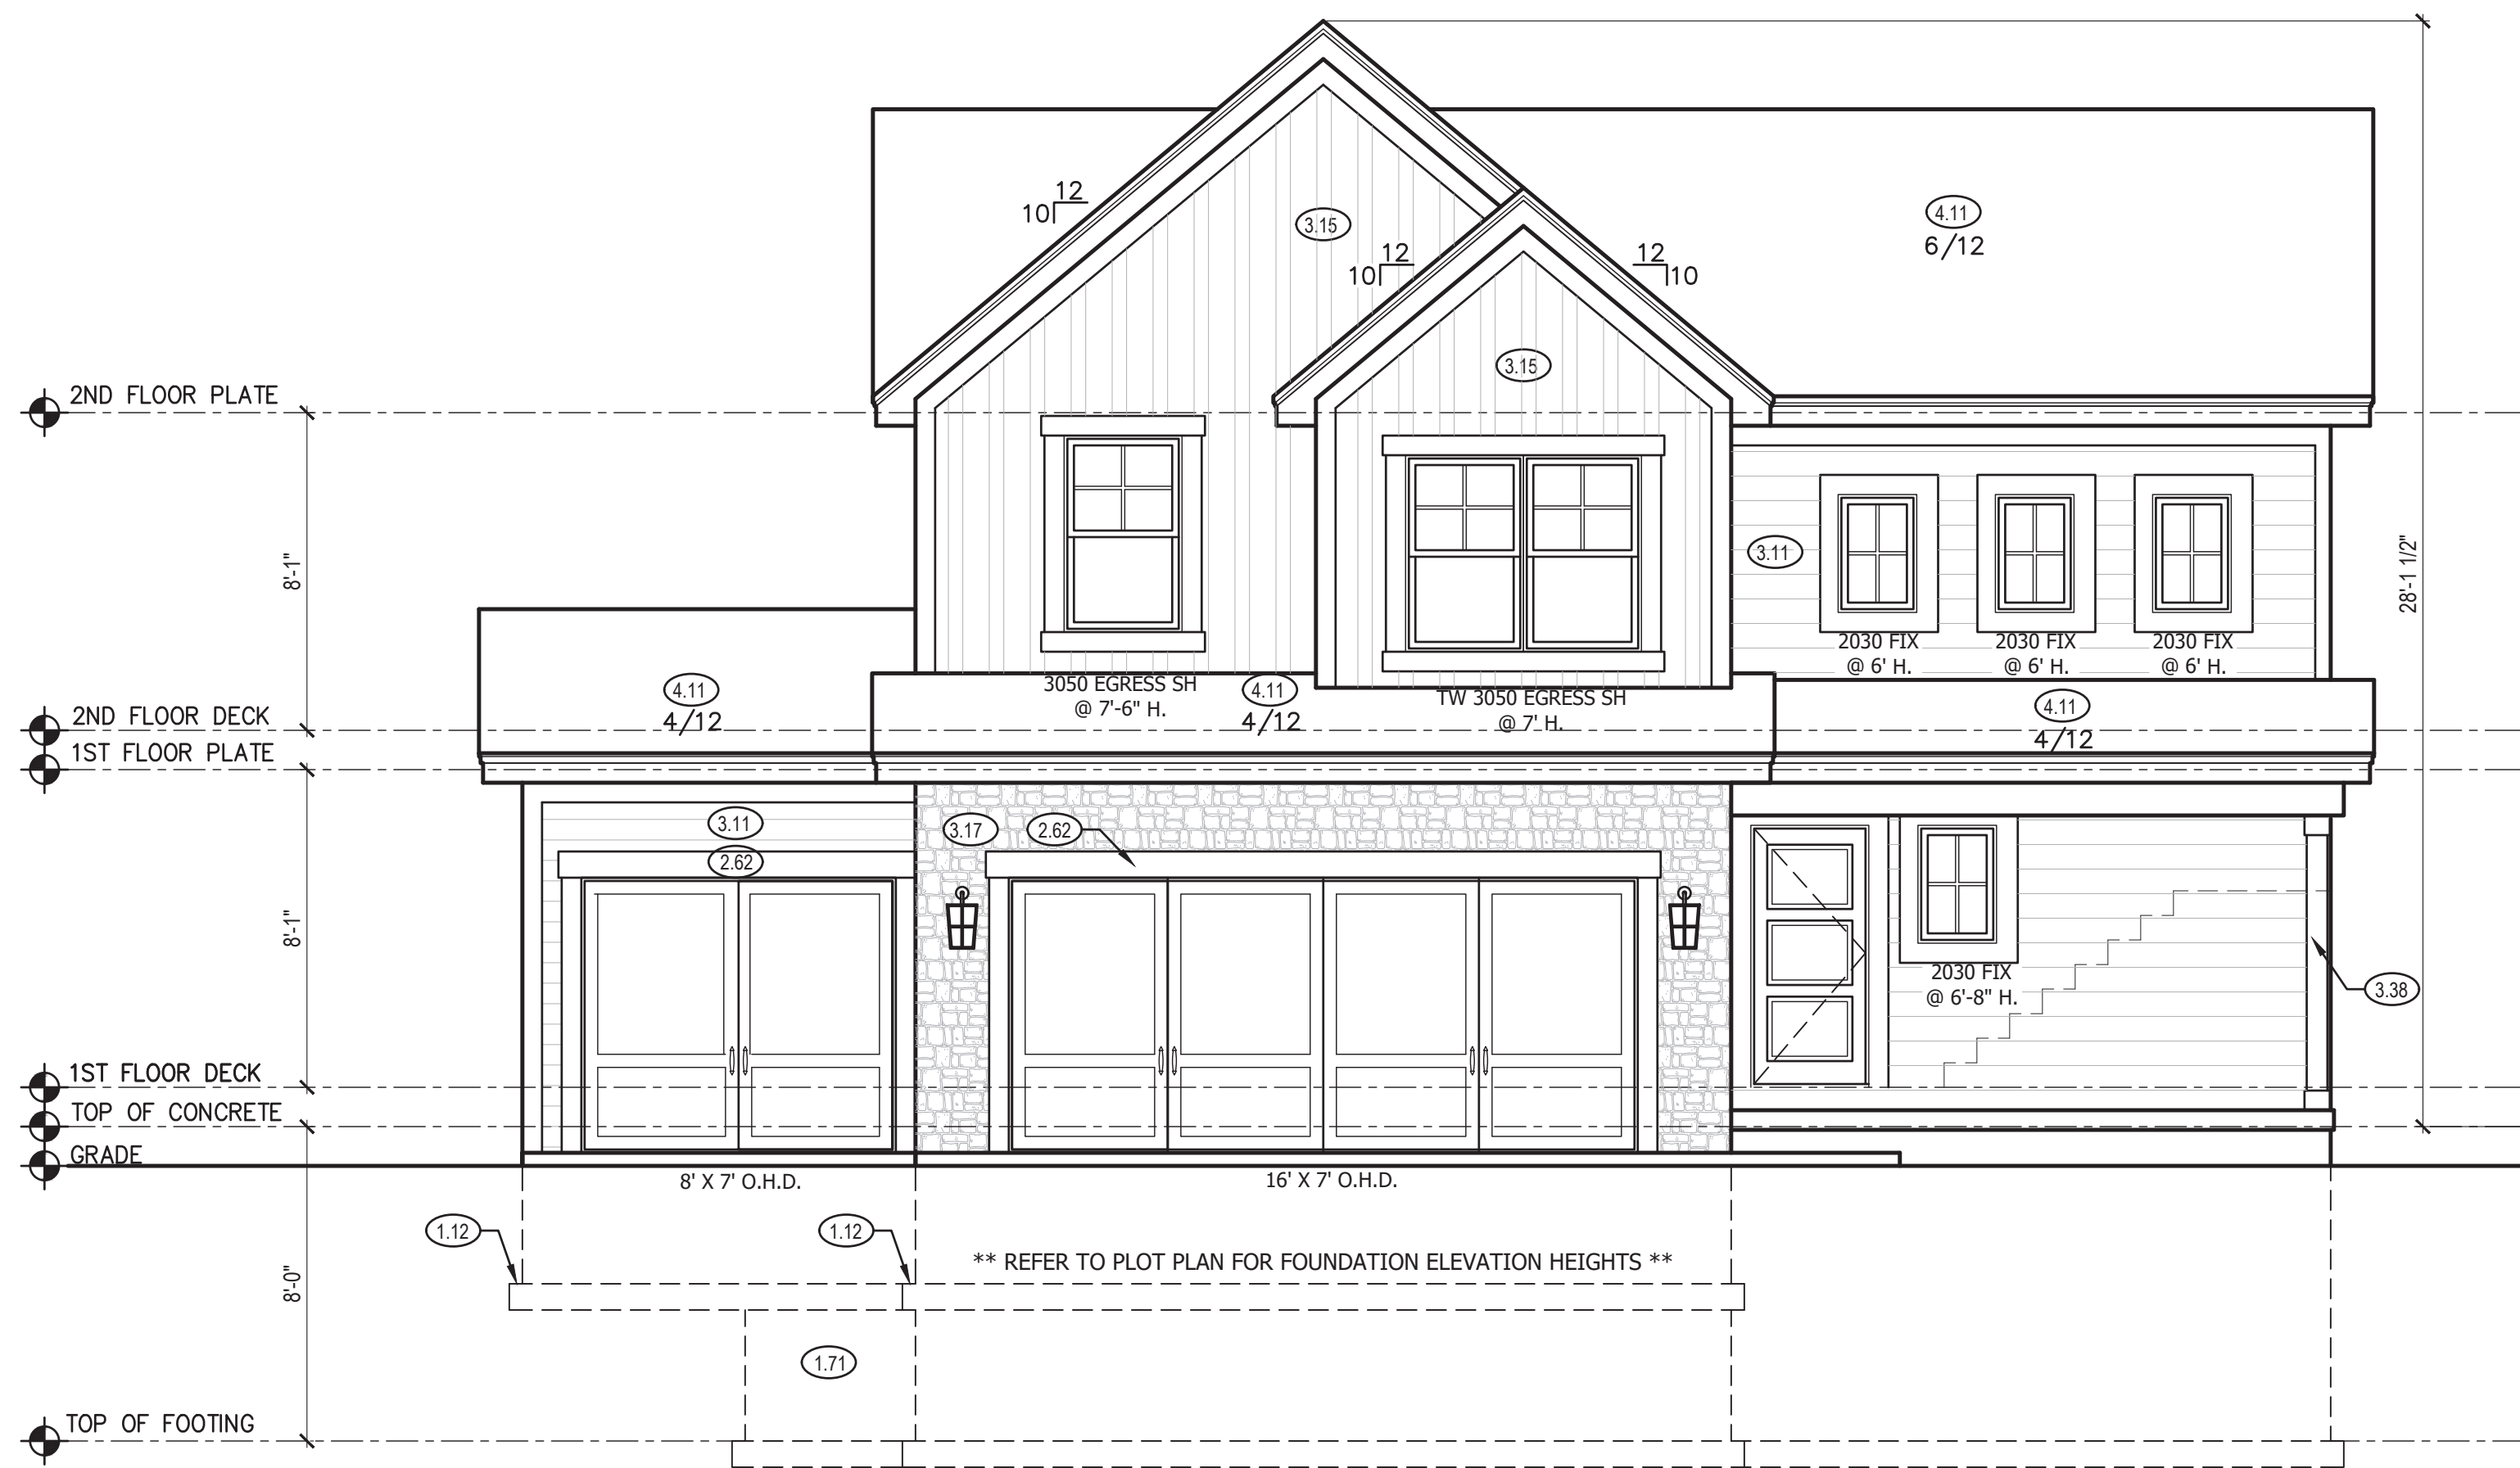 12
10
3.15
4.11
6/12
12
10
12
10
3.15
2ND FLOOR PLATE
8'-1"
3.11
28'-1 1/2"
2030 FIX
@ 6' H.
2030 FIX
@ 6' H.
2030 FIX
@ 6' H.
4.11
4/12
3050 EGRESS SH
@ 7'-6" H.
4.11
4/12
TW 3050 EGRESS SH
@ 7' H.
4.11
4/12
2ND FLOOR DECK
1ST FLOOR PLATE
3.11
2.62
3.17
2.62
8'-1"
2030 FIX
@ 6'-8" H.
3.38
1ST FLOOR DECK
TOP OF CONCRETE
GRADE
8' X 7' O.H.D.
16' X 7' O.H.D.
1.12
1.12
** REFER TO PLOT PLAN FOR FOUNDATION ELEVATION HEIGHTS **
8'-0"
1.71
TOP OF FOOTING